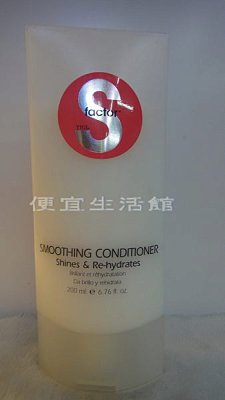 S
factor
TIGI
便宜生活館
SMOOTHING CONDITIONER
Shines & Re-hydrates
Brillant et réhydratation
Da brillo y rehidrata
200 ml e 6.76 fl. oz.